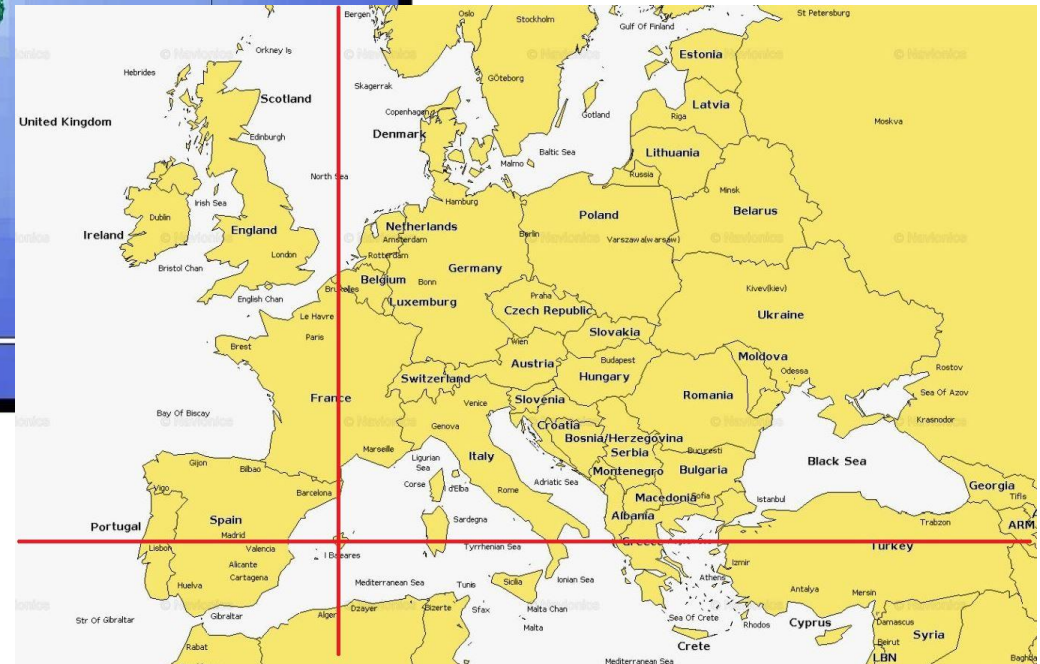 Bergen
Oslo
Stockholm
Gulf Of Finland
St Petersburg
Orkney Is
© Navionics
Estonia
Hebrides
Skagerrak
GÖteborg
Scotland
Copenhagen
Gotland
Latvia
Riga
United Kingdom
Moskva
Edinburgh
Denmark
Baltic Sea
Lithuania
Malmo
North Sea
Russia
Minsk
Irish Sea
Hamburg
Dublin
Poland
Belarus
England
Netherlands
Ireland
Berlin
Amsterdam
Varszawa(warsaw)
London
Rotterdam
Bristol Chan
Germany
Belgium
Bonn
Kivev(kiev)
Praha
English Chan
Luxemburg
Czech Republic
Ukraine
Le Havre
Paris
Slovakia
Brest
Wien
Moldova
Austria
Budapest
Rostov
Odessa
Switzerland
Hungary
Sea Of Azov
France
Slovenia
Romania
Venice
Bay Of Biscay
Krasnodor
Genova
Croatia
Bosnia/Herzegovina
Marseille
Serbia
Bucuresti
Ligurian
Sea
Italy
Black Sea
Gijon
Bilbao
Montenegro
Bulgaria
Adriatic Sea
Corse
I d'Elba
Georgia
Vigo
Barcelona
Rome
Macedonia
Sofia
Istanbul
Tifls
Albania
Spain
Sardegna
Trabzon
ARM
Portugal
Madrid
Greece
Lisbon
Valencia
Tyrrhenian Sea
Turkey
I Baleares
Alicante
Izmir
Cartagena
Athens
Huelva
Mediterranean Sea
Tunis
Sicilia
Ionian Sea
Antalya
Mersin
Alger
Dzayer
Bizerte
Sfax
Malta Chan
Str Of Gibraltar
Gibraltar
Sea Of Crete
Rhodos
Cyprus
Damascus
Malta
Syria
Beirut
Rabat
Crete
LBN
Baghda
Mediterranean Sea